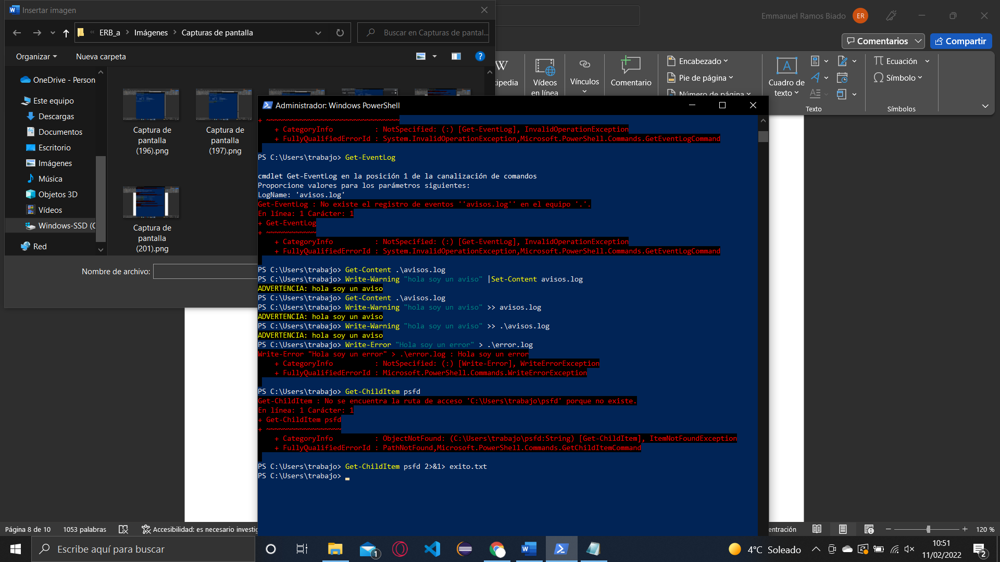 Insertar imagen
ERB_a
Imágenes
Capturas de pantalla
Buscar en Capturas de pantal...
Organizar
Nueva carpeta
OneDrive - Person
Este equipo
Descargas
Documentos
Escritorio
Imágenes
Música
Objetos 3D
Vídeos
Windows-SSD (C
Red
Captura de
pantalla
(196).png
Captura de
pantalla
(197).png
Captura de
pantalla
(201).png
Nombre de archivo:
Emmanuel Ramos Biado
ER
Comentarios
Compartir
W
ipedia
Vídeos
en línea
Vínculos
Comentario
Encabezado
Pie de página
Número de página
Cuadro de
texto
Texto
Ecuación
Símbolo
Símbolos
Administrador: Windows PowerShell
+ ~~~~~~~~~~~~~~~~~~~~~~~~~~~~~~~~
    + CategoryInfo          : NotSpecified: (:) [Get-EventLog], InvalidOperationException
    + FullyQualifiedErrorId : System.InvalidOperationException,Microsoft.PowerShell.Commands.GetEventLogCommand
PS C:\Users\trabajo> Get-EventLog
cmdlet Get-EventLog en la posición 1 de la canalización de comandos
Proporcione valores para los parámetros siguientes:
LogName: 'avisos.log'
Get-EventLog : No existe el registro de eventos ''avisos.log'' en el equipo '.'.
En línea: 1 Carácter: 1
+ Get-EventLog
+ ~~~~~~~~~~~~
    + CategoryInfo          : NotSpecified: (:) [Get-EventLog], InvalidOperationException
    + FullyQualifiedErrorId : System.InvalidOperationException,Microsoft.PowerShell.Commands.GetEventLogCommand
PS C:\Users\trabajo> Get-Content .\avisos.log
PS C:\Users\trabajo> Write-Warning "hola soy un aviso" |Set-Content avisos.log
ADVERTENCIA: hola soy un aviso
PS C:\Users\trabajo> Get-Content .\avisos.log
PS C:\Users\trabajo> Write-Warning "hola soy un aviso" >> avisos.log
ADVERTENCIA: hola soy un aviso
PS C:\Users\trabajo> Write-Warning "hola soy un aviso" >> .\avisos.log
ADVERTENCIA: hola soy un aviso
PS C:\Users\trabajo> Write-Error "Hola soy un error" > .\error.log
Write-Error "Hola soy un error" > .\error.log : Hola soy un error
    + CategoryInfo          : NotSpecified: (:) [Write-Error], WriteErrorException
    + FullyQualifiedErrorId : Microsoft.PowerShell.Commands.WriteErrorException
PS C:\Users\trabajo> Get-ChildItem psfd
Get-ChildItem : No se encuentra la ruta de acceso 'C:\Users\trabajo\psfd' porque no existe.
En línea: 1 Carácter: 1
+ Get-ChildItem psfd
+ ~~~~~~~~~~~~~~~~~~
    + CategoryInfo          : ObjectNotFound: (C:\Users\trabajo\psfd:String) [Get-ChildItem], ItemNotFoundException
    + FullyQualifiedErrorId : PathNotFound,Microsoft.PowerShell.Commands.GetChildItemCommand
PS C:\Users\trabajo> Get-ChildItem psfd 2>&1> exito.txt
PS C:\Users\trabajo>
Página 8 de 10
1053 palabras
Accesibilidad: es necesario investig
entración
120 %
Escribe aquí para buscar
1
4°C Soleado
10:51
11/02/2022
2